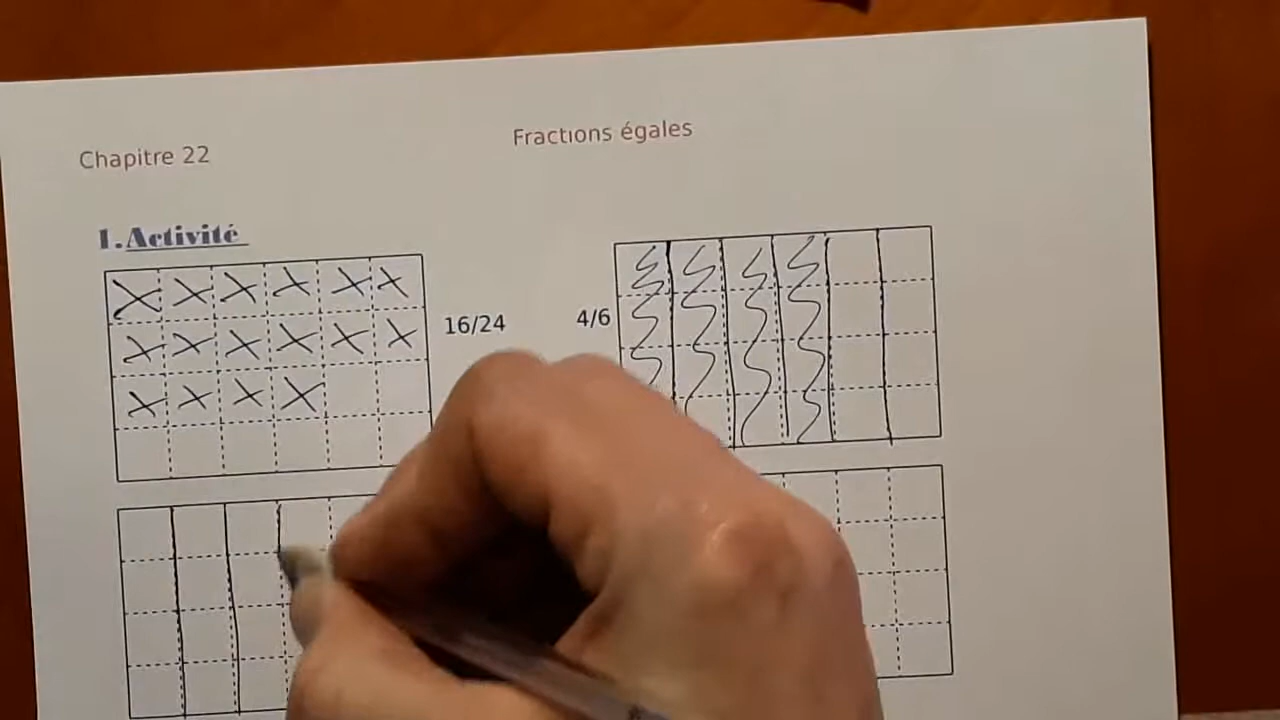 Chapitre 22
Fractions égales
1. Activité
16/24
4/6